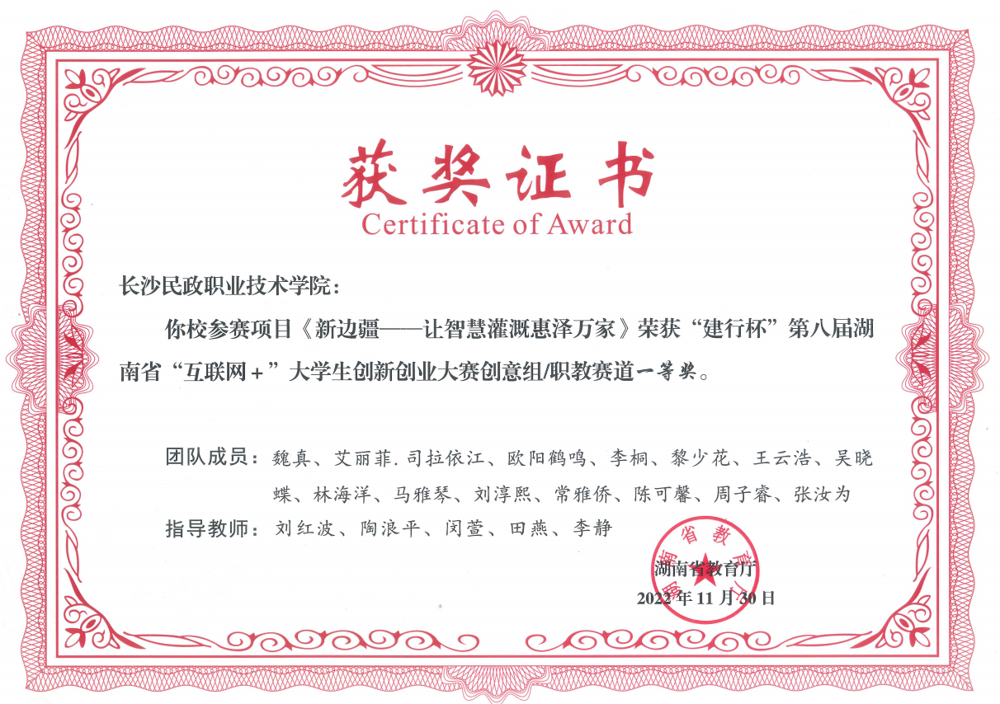 获奖证书
Certificate of Award
长沙民政职业技术学院：
你校参赛项目《新边疆——让智慧灌溉惠泽万家》荣获“建行杯”第八届湖
南省“互联网+”大学生创新创业大赛创意组/职教赛道一等奖。
团队成员：魏真、艾丽菲.司拉依江、欧阳鹤鸣、李桐、黎少花、王云浩、吴晓
蝶、林海洋、马雅琴、刘淳熙、常雅侨、陈可馨、周子睿、张汝为
指导教师：刘红波、陶浪平、闵萱、田燕、李静
湖南省教育厅
湖南省教育厅
2022年11月30日